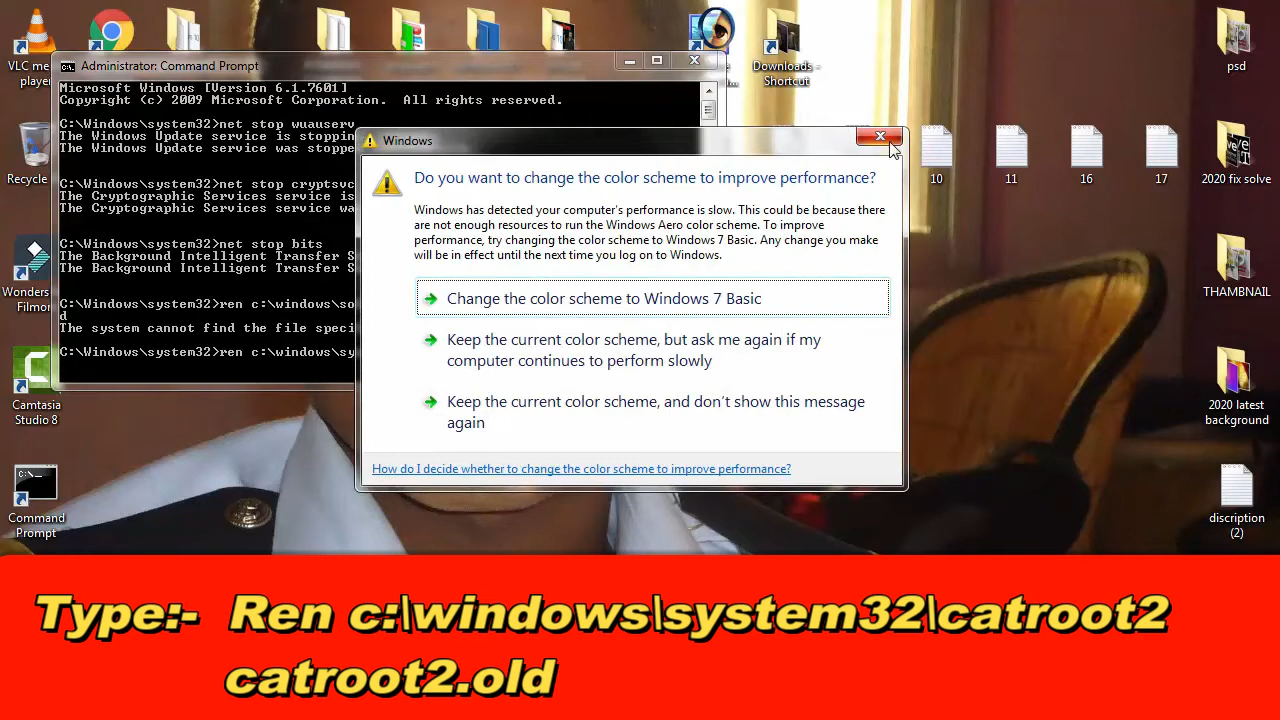 VLC media
player
Recycle
Wonders
Filmor
Camtasia
Studio 8
Command
Prompt
Downloads -
Shortcut
psd
10
11
16
17
2020 fix solve
THAMBNAIL
2020 latest
background
discription
(2)
Administrator: Command Prompt
Microsoft Windows [Version 6.1.7601]
Copyright (c) 2009 Microsoft Corporation.  All rights reserved.
C:\Windows\system32>net stop wuauserv
The Windows Update service is stoppin
The Windows Update service was stoppe
C:\Windows\system32>net stop cryptsvc
The Cryptographic Services service is
The Cryptographic Services service wa
C:\Windows\system32>net stop bits
The Background Intelligent Transfer S
The Background Intelligent Transfer S
C:\Windows\system32>ren c:\windows\so
d
The system cannot find the file speci
C:\Windows\system32>ren c:\windows\sy
Windows
Do you want to change the color scheme to improve performance?
Windows has detected your computer's performance is slow. This could be because there
are not enough resources to run the Windows Aero color scheme. To improve
performance, try changing the color scheme to Windows 7 Basic. Any change you make
will be in effect until the next time you log on to Windows.
Change the color scheme to Windows 7 Basic
Keep the current color scheme, but ask me again if my
computer continues to perform slowly
Keep the current color scheme, and don't show this message
again
How do I decide whether to change the color scheme to improve performance?
Type:- Ren c:\windows\system32\catroot2
catroot2.old